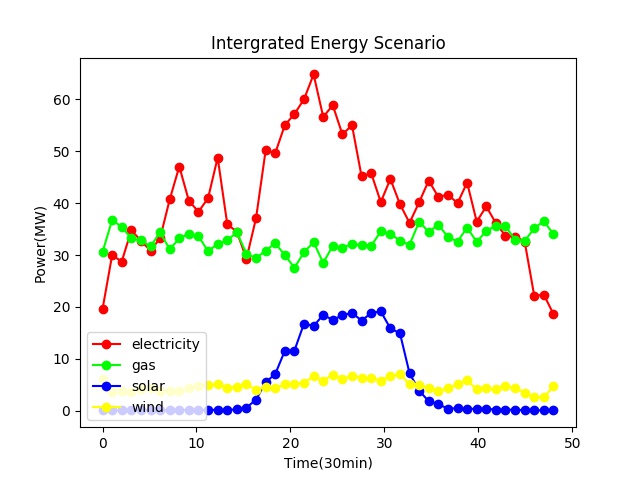 Intergrated Energy Scenario
Power(MW)
60
50
40
30
20
10
0
electricity
gas
solar
wind
0 10 20 30 40 50
Time(30min)